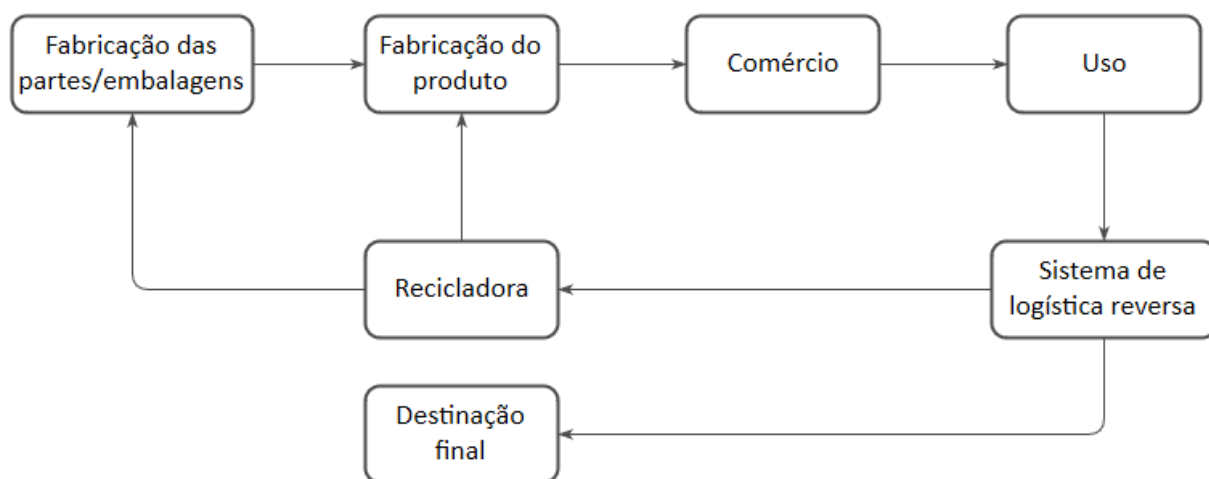 Fabricação das
partes/embalagens
Fabricação do
produto
Comércio
Uso
Recicladora
Sistema de
logística reversa
Destinação
final